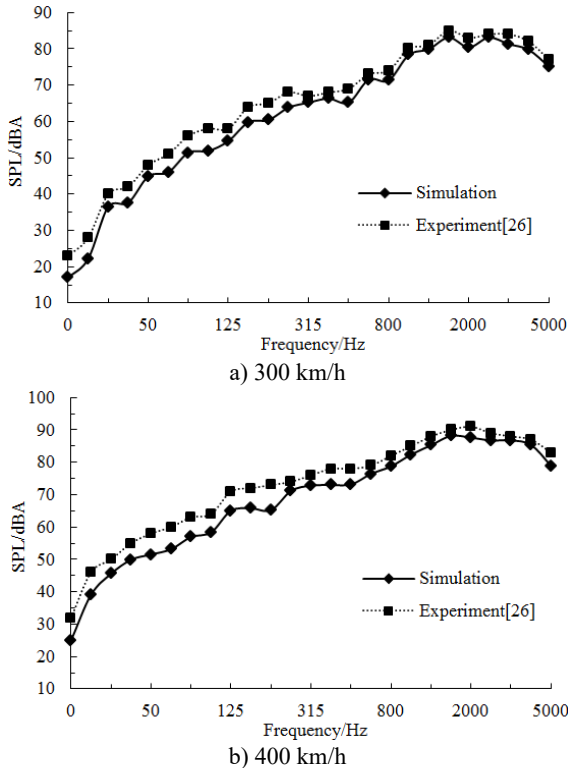 90
80
70
60
50
40
30
20
10
SPL/dBA
Simulation
Experiment[26]
0 50 125 315 800 2000 5000
Frequency/Hz
a) 300 km/h
100
90
80
70
60
50
40
30
20
10
SPL/dBA
Simulation
Experiment[26]
0 50 125 315 800 2000 5000
Frequency/Hz
b) 400 km/h